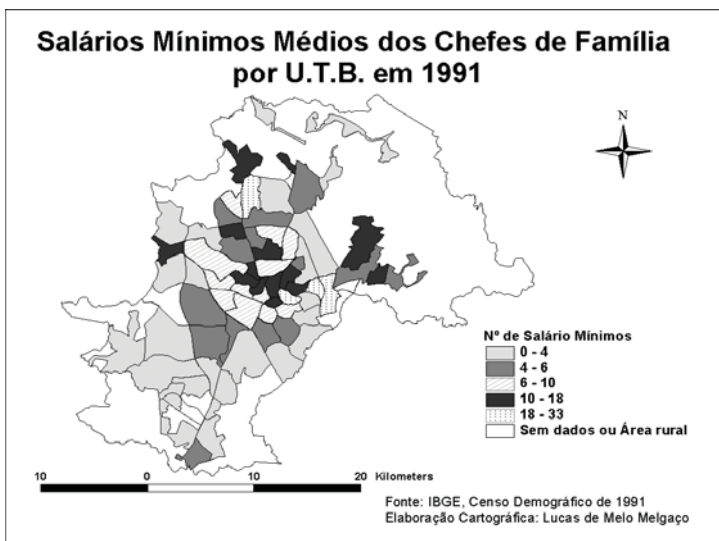 Salários Mínimos Médios dos Chefes de Família
por U.T.B. em 1991
N
Nº de Salário Mínimos
0 - 4
4 - 6
6 - 10
10 - 18
18 - 33
Sem dados ou Área rural
10 0 10 20 Kilometers
Fonte: IBGE, Censo Demográfico de 1991
Elaboração Cartográfica: Lucas de Melo Melgaço